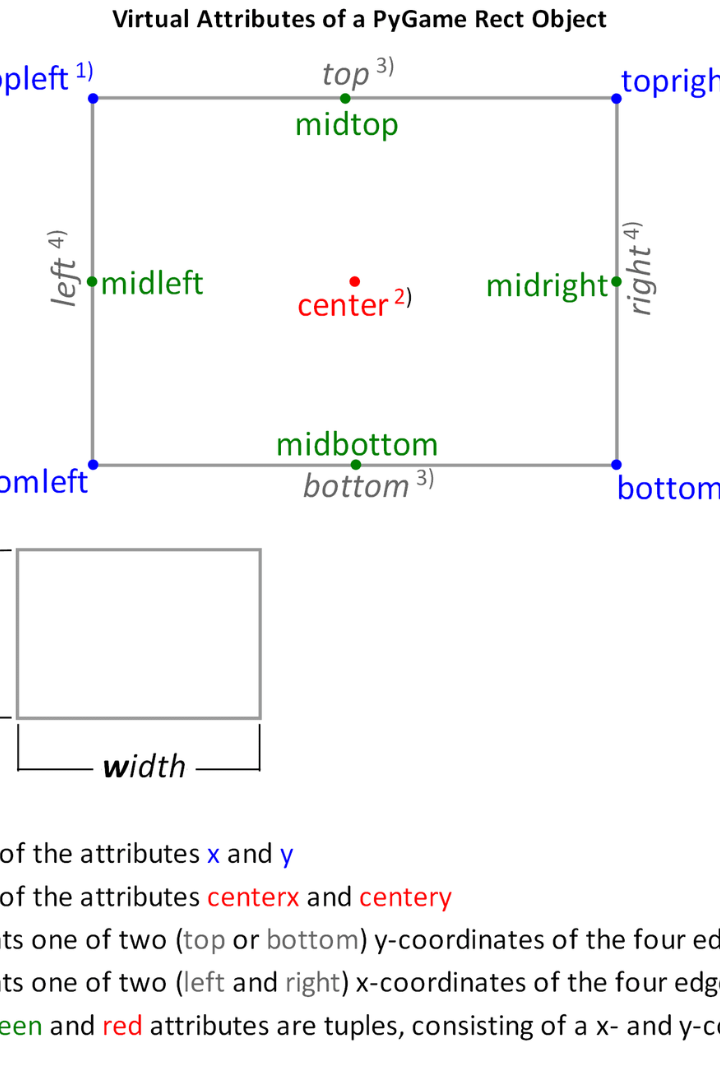 Virtual Attributes of a PyGame Rect Object
pleft 1) top 3) toprigh
midtop
left 4) midleft center 2) midright right 4)
midbottom
omleft bottom 3) bottom
width
of the attributes x and y
of the attributes centerx and centery
ts one of two (top or bottom) y-coordinates of the four ed
ts one of two (left and right) x-coordinates of the four edg
een and red attributes are tuples, consisting of a x- and y-c